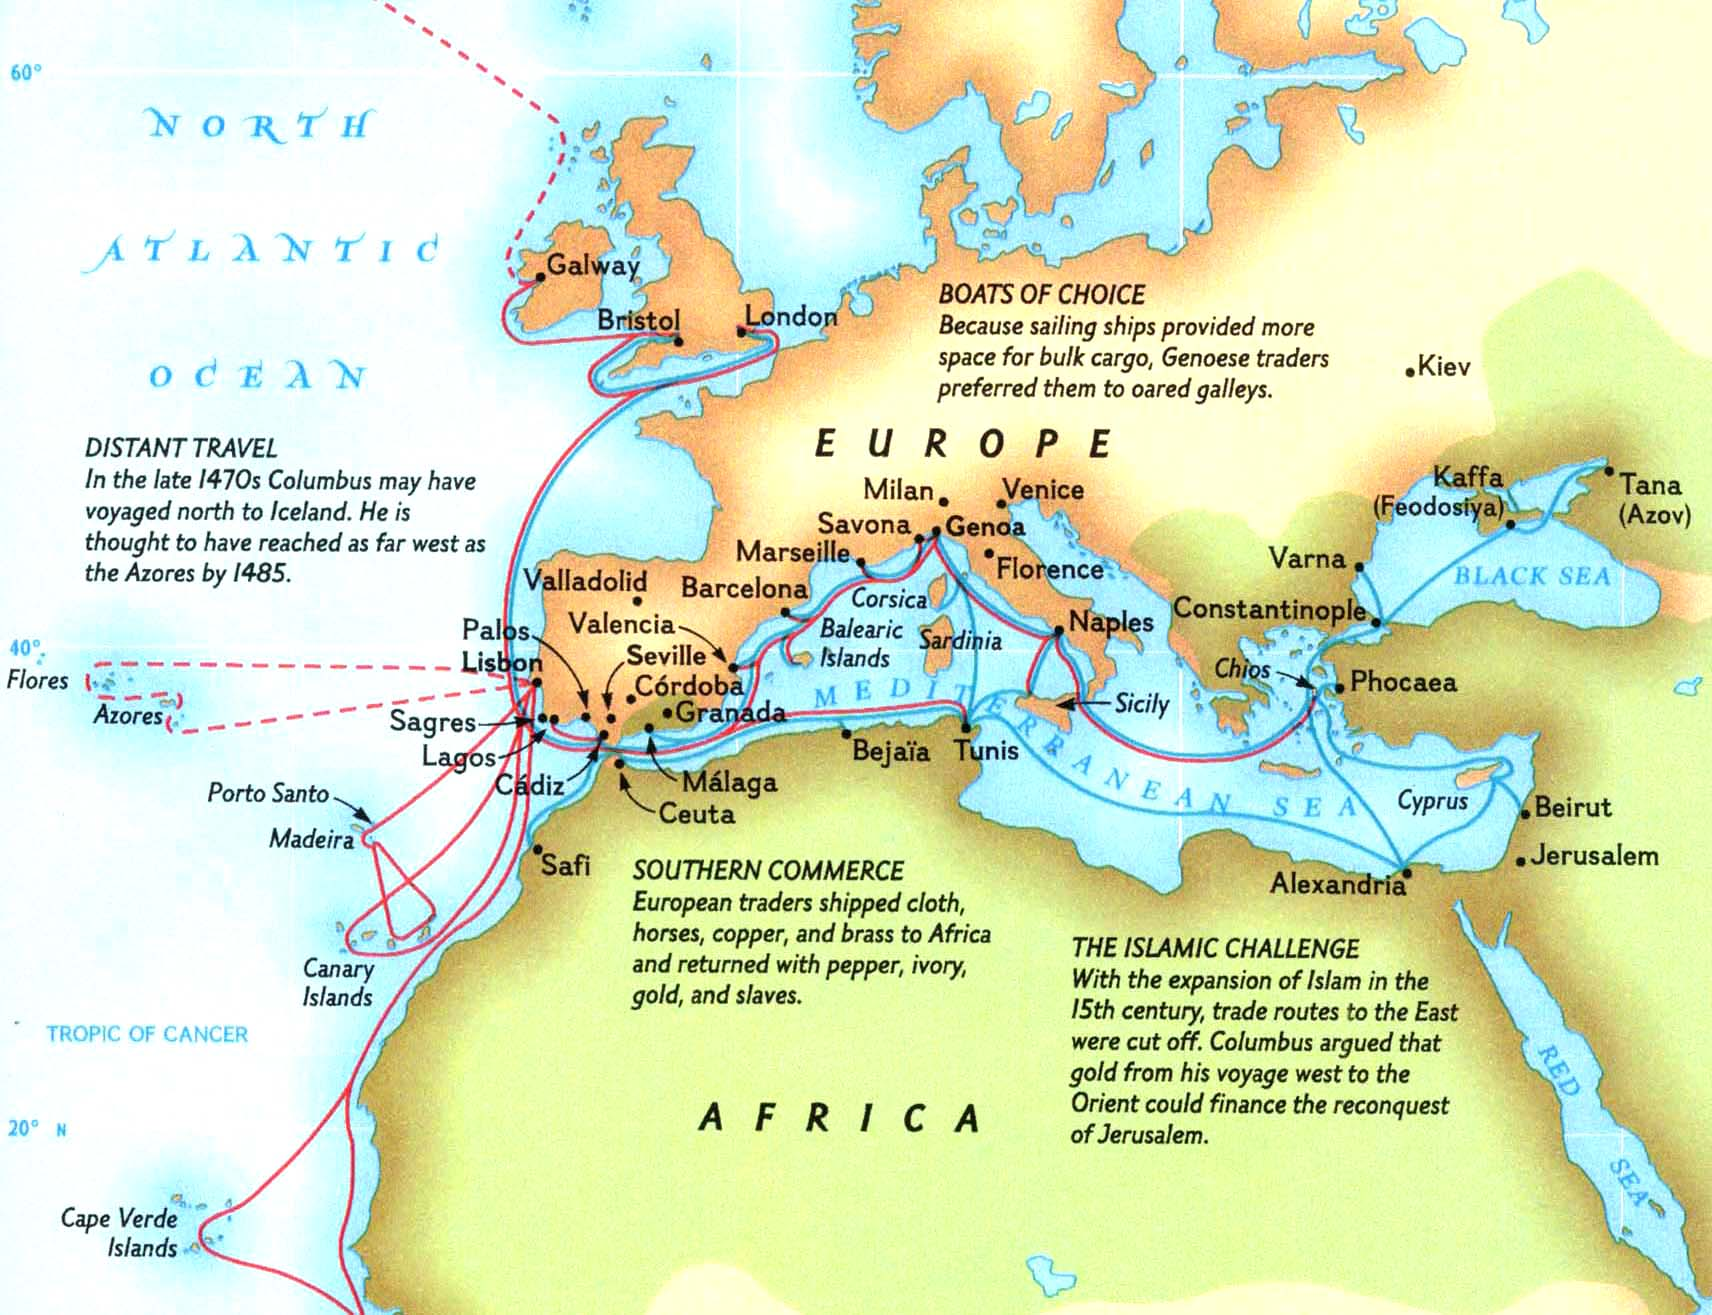 60°
NORTH
ATLANTIC
OCEAN
Galway
Bristol
London
BOATS OF CHOICE
Because sailing ships provided more
space for bulk cargo, Genoese traders
preferred them to oared galleys.
Kiev
DISTANT TRAVEL
In the late 1470s Columbus may have
voyaged north to Iceland. He is
thought to have reached as far west as
the Azores by 1485.
EUROPE
Milan
Venice
Savona
Genoa
Marseille
Florence
Kaffa
(Feodosiya)
Tana
(Azov)
Varna
BLACK SEA
Valladolid
Barcelona
Corsica
Constantinople
Palos
Valencia
Balearic
Islands
Sardinia
Naples
40°
Lisbon
Seville
Flores
Córdoba
Chios
Phocaea
Azores
Sagres
Granada
MEDITERRANEAN SEA
Sicily
Lagos
Bejaïa
Tunis
Cádiz
Málaga
Ceuta
Porto Santo
Madeira
Cyprus
Beirut
Safi
Jerusalem
Alexandria
SOUTHERN COMMERCE
European traders shipped cloth,
horses, copper, and brass to Africa
and returned with pepper, ivory,
gold, and slaves.
Canary
Islands
THE ISLAMIC CHALLENGE
With the expansion of Islam in the
15th century, trade routes to the East
were cut off. Columbus argued that
gold from his voyage west to the
Orient could finance the reconquest
of Jerusalem.
TROPIC OF CANCER
RED
SEA
AFRICA
20° N
Cape Verde
Islands